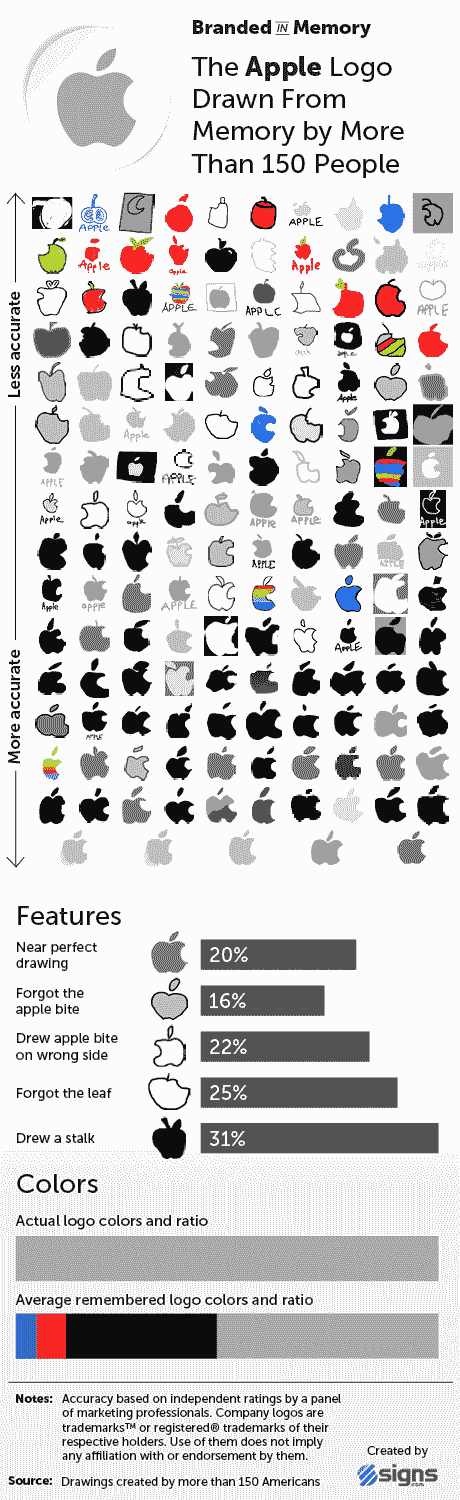 Branded IN Memory
The Apple Logo
Drawn From
Memory by More
Than 150 People
Less accurate
More accurate
Apple
APPLE
Apple
Apple
Apple
APPLE
APPLE
APPLE
apple
APPLE
Apple
Apple
APPLE
APPLE
Apple
apple
APPLE
APPLE
Apple
APPLE
APPLE
Apple
apple
APPLE
APPLE
APPLE
Features
Near perfect
drawing
20%
Forgot the
apple bite
16%
Drew apple bite
on wrong side
22%
Forgot the leaf
25%
Drew a stalk
31%
Colors
Actual logo colors and ratio
Average remembered logo colors and ratio
Notes: Accuracy based on independent ratings by a panel
of marketing professionals. Company logos are
trademarks™ or registered® trademarks of their
respective holders. Use of them does not imply
any affiliation with or endorsement by them.
Created by
signs
.com
Source: Drawings created by more than 150 Americans